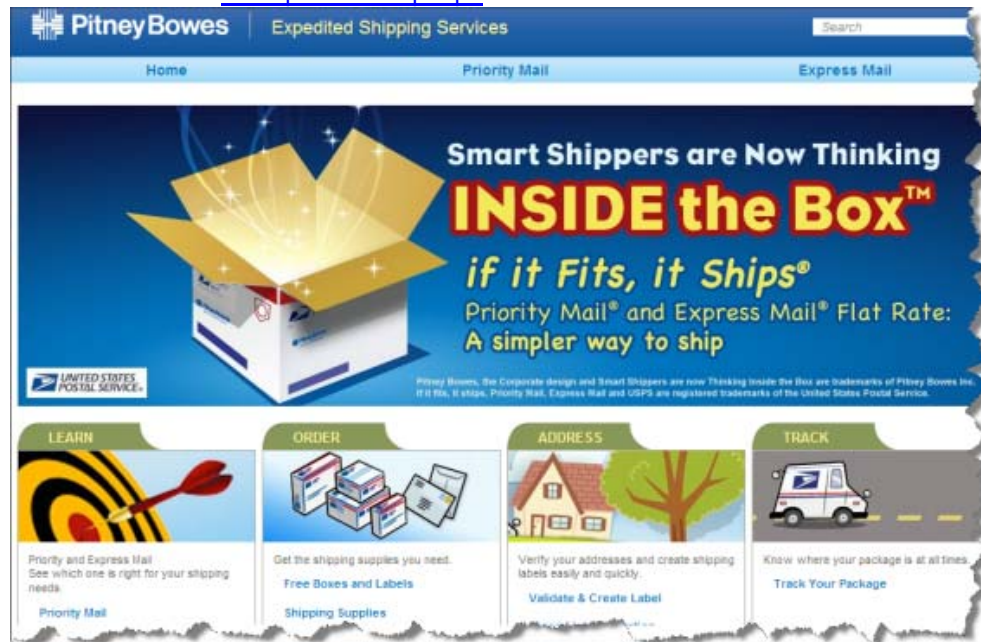 PitneyBowes Expedited Shipping Services Search
Home Priority Mail Express Mail
Smart Shippers are Now Thinking
INSIDE the Box™
if it Fits, it Ships®
Priority Mail® and Express Mail® Flat Rate:
A simpler way to ship
UNITED STATES
POSTAL SERVICE®
Pitney Bowes, the Corporate design and Smart Shippers are now Thinking Inside the Box are trademarks of Pitney Bowes Inc.
If it fits, it ships, Priority Mail, Express Mail and USPS are registered trademarks of the United States Postal Service.
LEARN
Priority and Express Mail
See which one is right for your shipping
needs.
Priority Mail
ORDER
Get the shipping supplies you need.
Free Boxes and Labels
Shipping Supplies
ADDRESS
Verify your addresses and create shipping
labels easily and quickly.
Validate & Create Label
TRACK
Know where your package is at all times.
Track Your Package